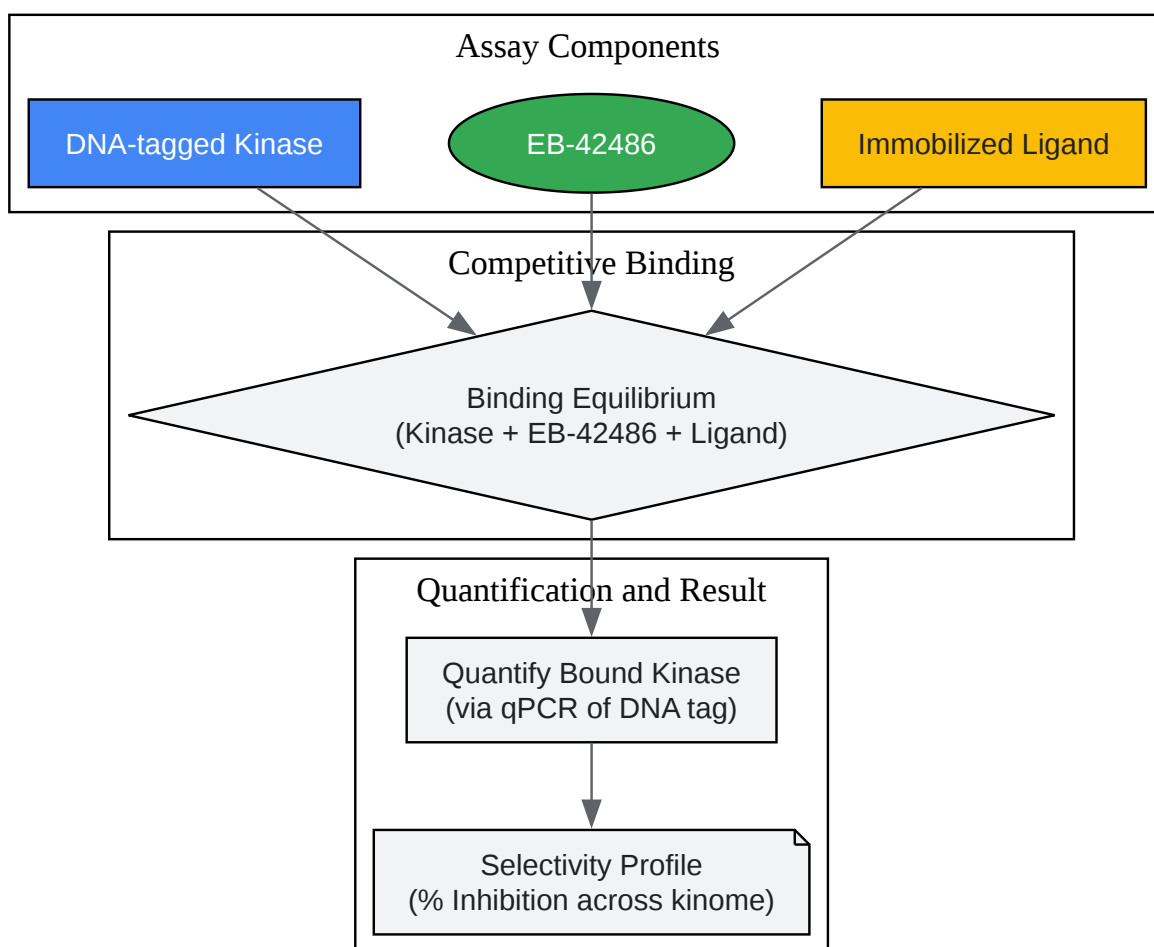 Assay Components
DNA-tagged Kinase
EB-42486
Immobilized Ligand
Competitive Binding
Binding Equilibrium
(Kinase + EB-42486 + Ligand)
Quantification and Result
Quantify Bound Kinase
(via qPCR of DNA tag)
Selectivity Profile
(% Inhibition across kinome)